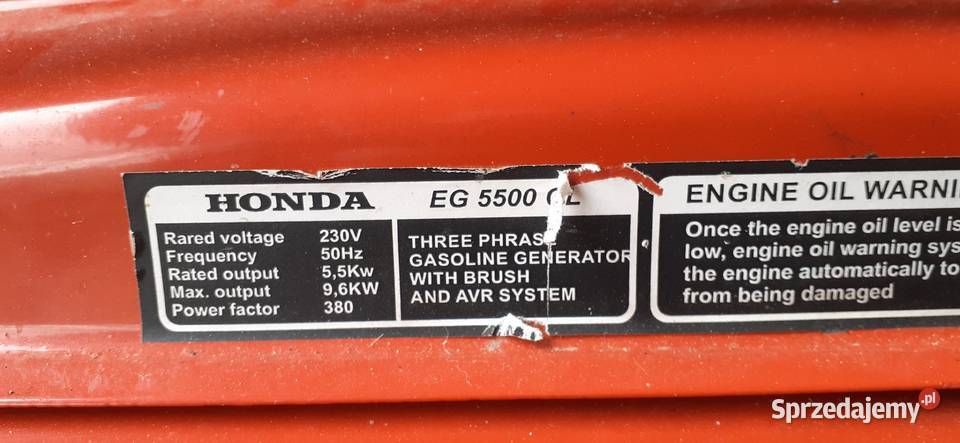 HONDA
EG 5500 CL
Rared voltage 230V
Frequency 50Hz
Rated output 5,5Kw
Max. output 9,6KW
Power factor 380
THREE PHRAS
GASOLINE GENERATOR
WITH BRUSH
AND AVR SYSTEM
ENGINE OIL WARNI
Once the engine oil level is
low, engine oil warning sys
the engine automatically to
from being damaged
Sprzedajemy.pl